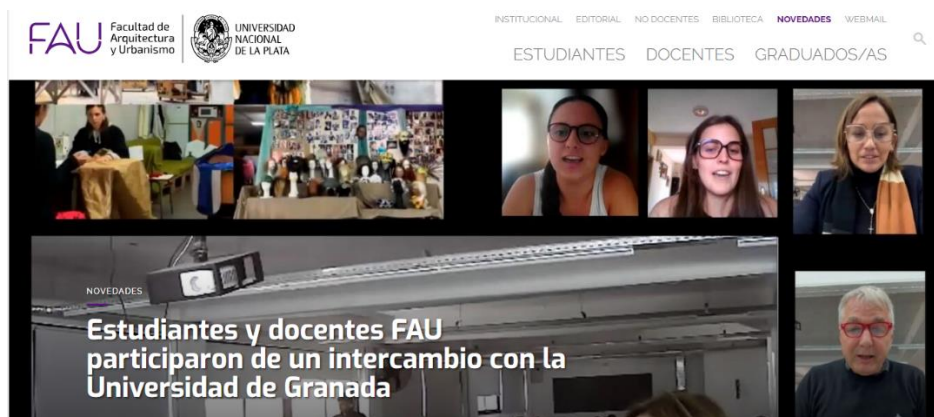 FAU
Facultad de
Arquitectura
y Urbanismo
UNIVERSIDAD
NACIONAL
DE LA PLATA
INSTITUCIONAL EDITORIAL NO DOCENTES BIBLIOTECA NOVEDADES WEBMAIL
ESTUDIANTES DOCENTES GRADUADOS/AS
NOVEDADES
Estudiantes y docentes FAU
participaron de un intercambio con la
Universidad de Granada